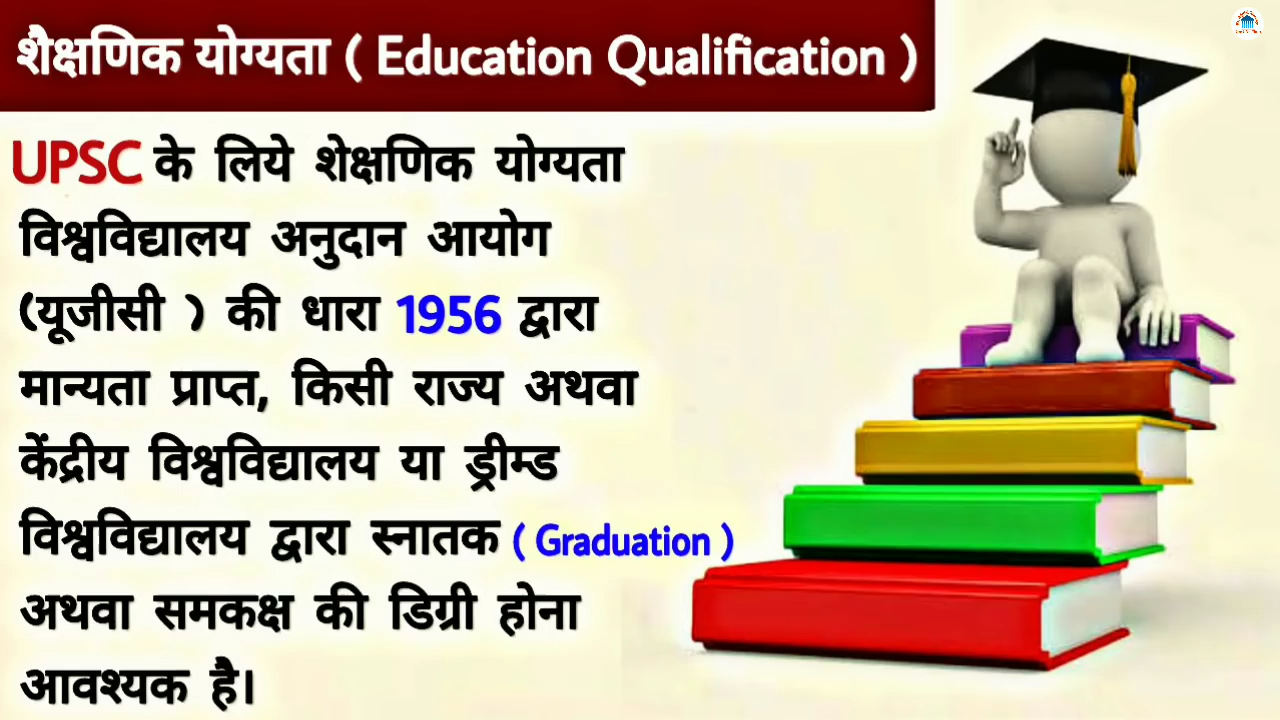 शैक्षणिक योग्यता ( Education Qualification )
UPSC के लिये शेक्षणिक योग्यता
विश्वविद्यालय अनुदान आयोग
(यूजीसी ) की धारा 1956 द्वारा
मान्यता प्राप्त, किसी राज्य अथवा
केंद्रीय विश्वविद्यालय या ड्रीम्ड
विश्वविद्यालय द्वारा स्नातक ( Graduation )
अथवा समकक्ष की डिग्री होना
आवश्यक है।